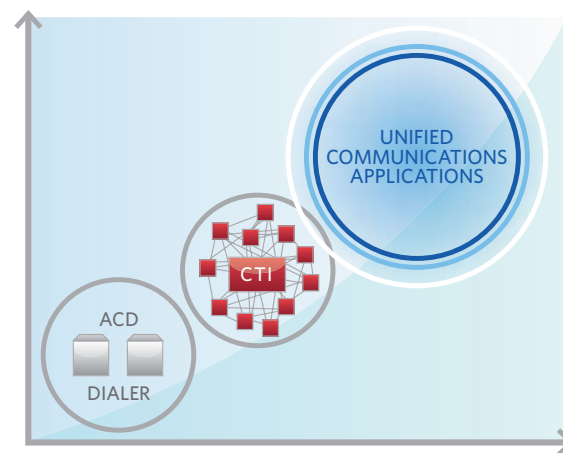 UNIFIED
COMMUNICATIONS
APPLICATIONS
CTI
ACD
DIALER